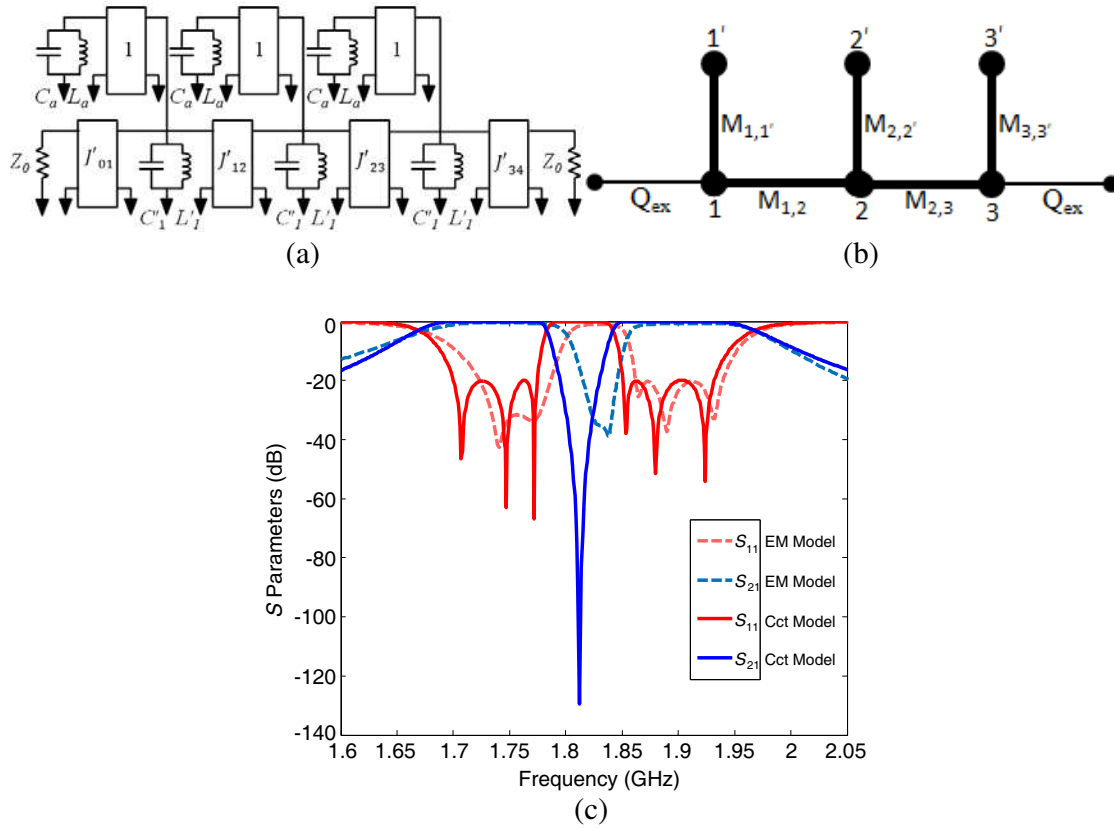 1 1 1
C_a L_a C_a L_a C_a L_a
Z_0 J'_01 J'_12 J'_23 J'_34 Z_0
C"_1 L'_1 C"_1 L'_1 C"_1 L'_1
(a)
1' 2' 3'
M_1,1' M_2,2' M_3,3'
Q_ex 1 M_1,2 2 M_2,3 3 Q_ex
(b)
S Parameters (dB)
0
-20
-40
-60
-80
-100
-120
-140
S_11 EM Model
S_21 EM Model
S_11 Cct Model
S_21 Cct Model
1.6 1.65 1.7 1.75 1.8 1.85 1.9 1.95 2 2.05
Frequency (GHz)
(c)